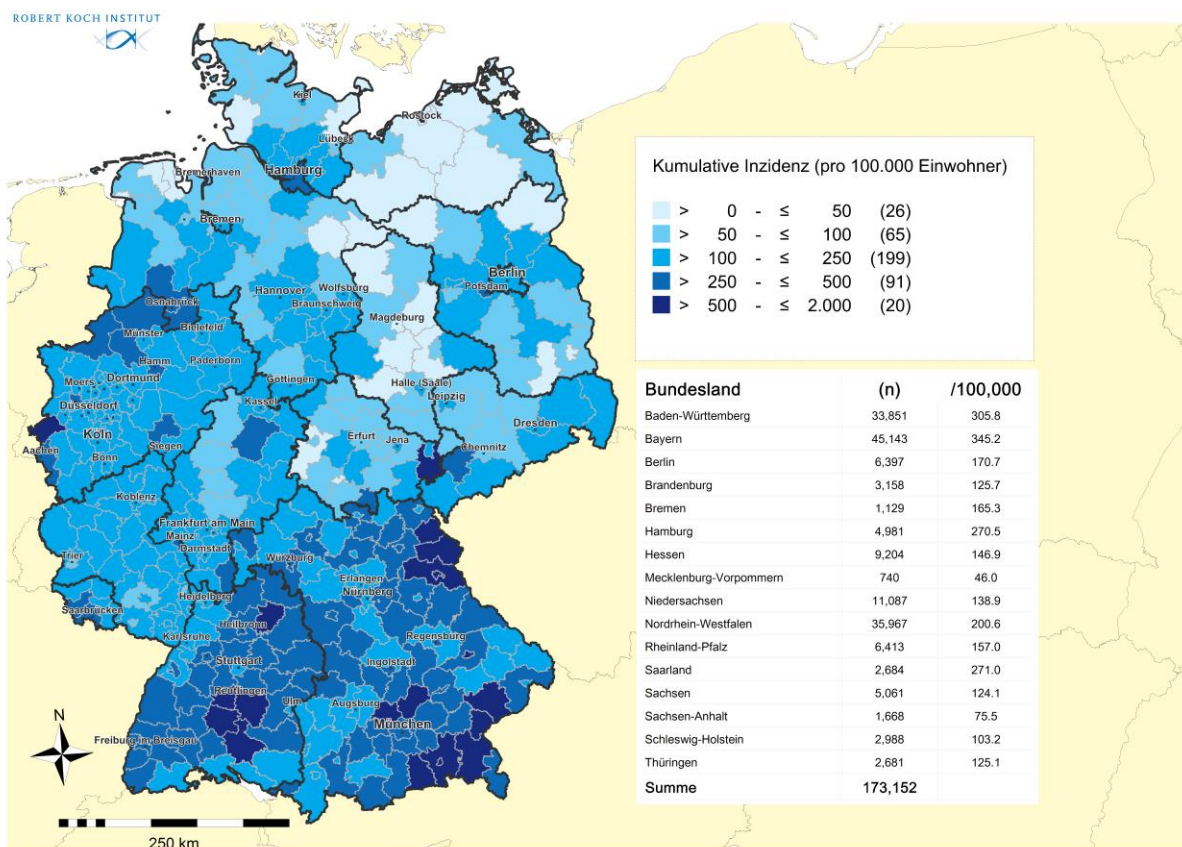 ROBERT KOCH INSTITUT
Kiel
Rostock
Lübeck
Hamburg
Bremerhaven
Bremen
Berlin
Potsdam
Hannover
Wolfsburg
Braunschweig
Osnabrück
Magdeburg
Münster
Bielefeld
Hamm
Paderborn
Moers
Dortmund
Göttingen
Halle (Saale)
Leipzig
Düsseldorf
Kassel
Köln
Dresden
Erfurt
Jena
Aachen
Siegen
Chemnitz
Bonn
Koblenz
Frankfurt am Main
Mainz
Darmstadt
Trier
Würzburg
Erlangen
Nürnberg
Heidelberg
Saarbrücken
Heilbronn
Karlsruhe
Regensburg
Stuttgart
Ingolstadt
Reutlingen
Ulm
Augsburg
München
Freiburg im Breisgau
N
250 km
Kumulative Inzidenz (pro 100.000 Einwohner)
> 0 - ≤ 50 (26)
> 50 - ≤ 100 (65)
> 100 - ≤ 250 (199)
> 250 - ≤ 500 (91)
> 500 - ≤ 2.000 (20)
Bundesland (n) /100,000
Baden-Württemberg 33,851 305.8
Bayern 45,143 345.2
Berlin 6,397 170.7
Brandenburg 3,158 125.7
Bremen 1,129 165.3
Hamburg 4,981 270.5
Hessen 9,204 146.9
Mecklenburg-Vorpommern 740 46.0
Niedersachsen 11,087 138.9
Nordrhein-Westfalen 35,967 200.6
Rheinland-Pfalz 6,413 157.0
Saarland 2,684 271.0
Sachsen 5,061 124.1
Sachsen-Anhalt 1,668 75.5
Schleswig-Holstein 2,988 103.2
Thüringen 2,681 125.1
Summe 173,152